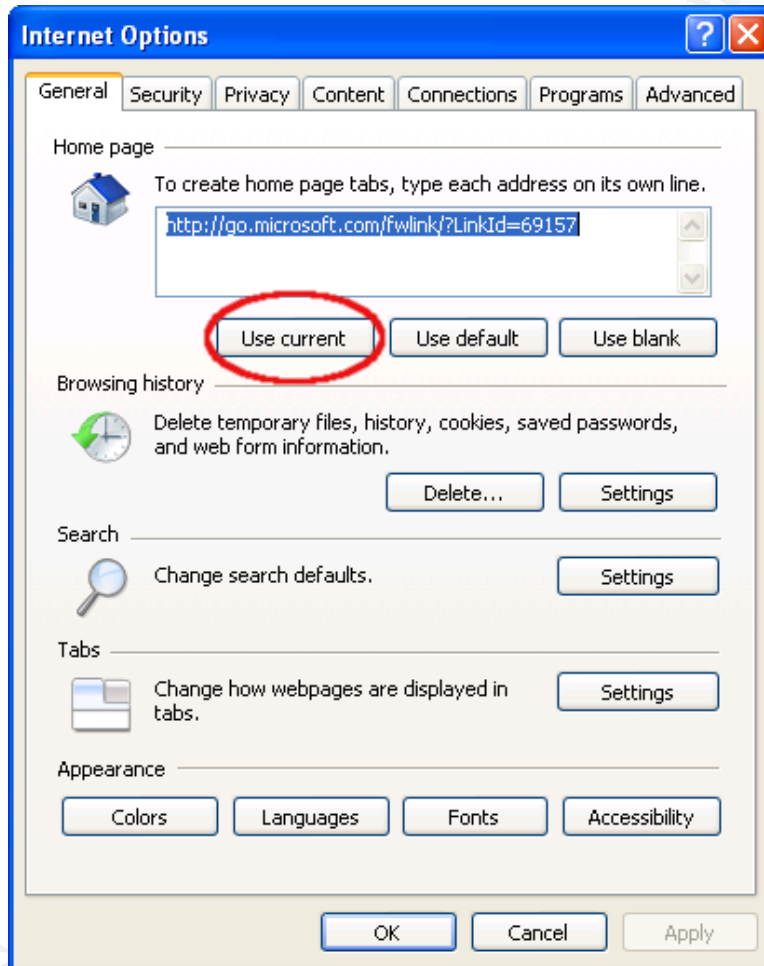 Internet Options
General Security Privacy Content Connections Programs Advanced
Home page
To create home page tabs, type each address on its own line.
http://go.microsoft.com/fwlink/?LinkId=69157
Use current Use default Use blank
Browsing history
Delete temporary files, history, cookies, saved passwords,
and web form information.
Delete... Settings
Search
Change search defaults.
Settings
Tabs
Change how webpages are displayed in
tabs.
Settings
Appearance
Colors Languages Fonts Accessibility
OK Cancel Apply